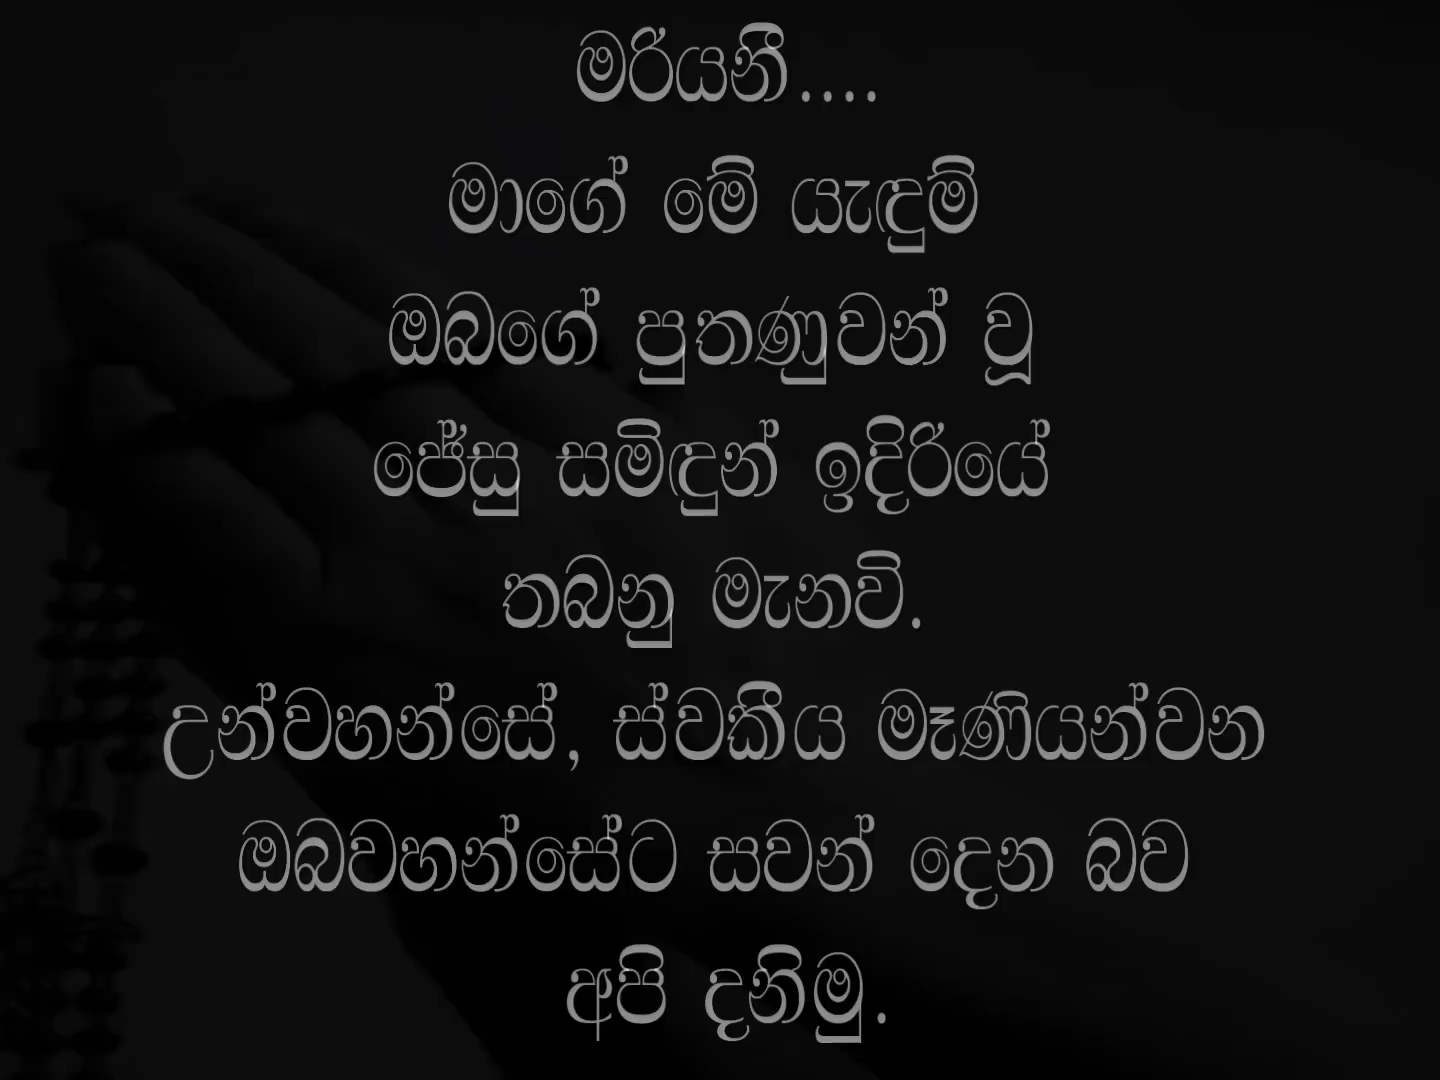 මරියනී....
මාගේ මේ යැඳුම්
ඔබගේ පුතණුවන් වූ
ජේසු සමිඳුන් ඉදිරියේ
තබනු මැනවි.
උන්වහන්සේ, ස්වකීය මෑණියන්වන
ඔබවහන්සේට සවන් දෙන බව
අපි දනිමු.